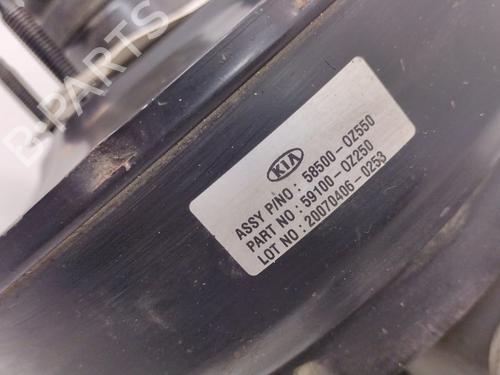 KIA
ASSY P/NO : 58500-0Z550
PART NO : 59100-0Z250
LOT NO : 20070406-0253
B-PARTS